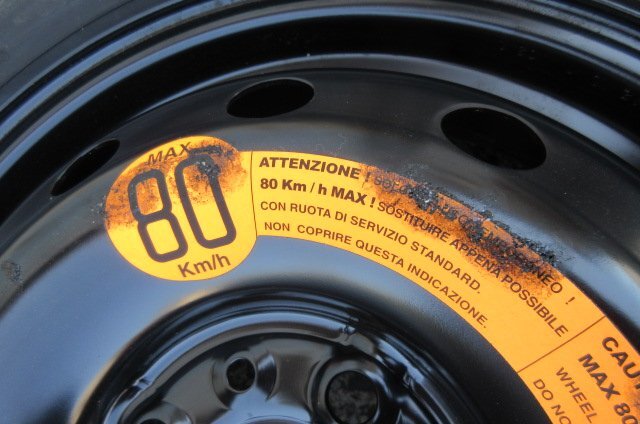 MAX
80
Km/h
ATTENZIONE !
80 Km / h MAX ! SOSTITUIRE APPENA POSSIBILE
CON RUOTA DI SERVIZIO STANDARD.
NON COPRIRE QUESTA INDICAZIONE.
CAU
MAX 80
WHEEL
DO NO